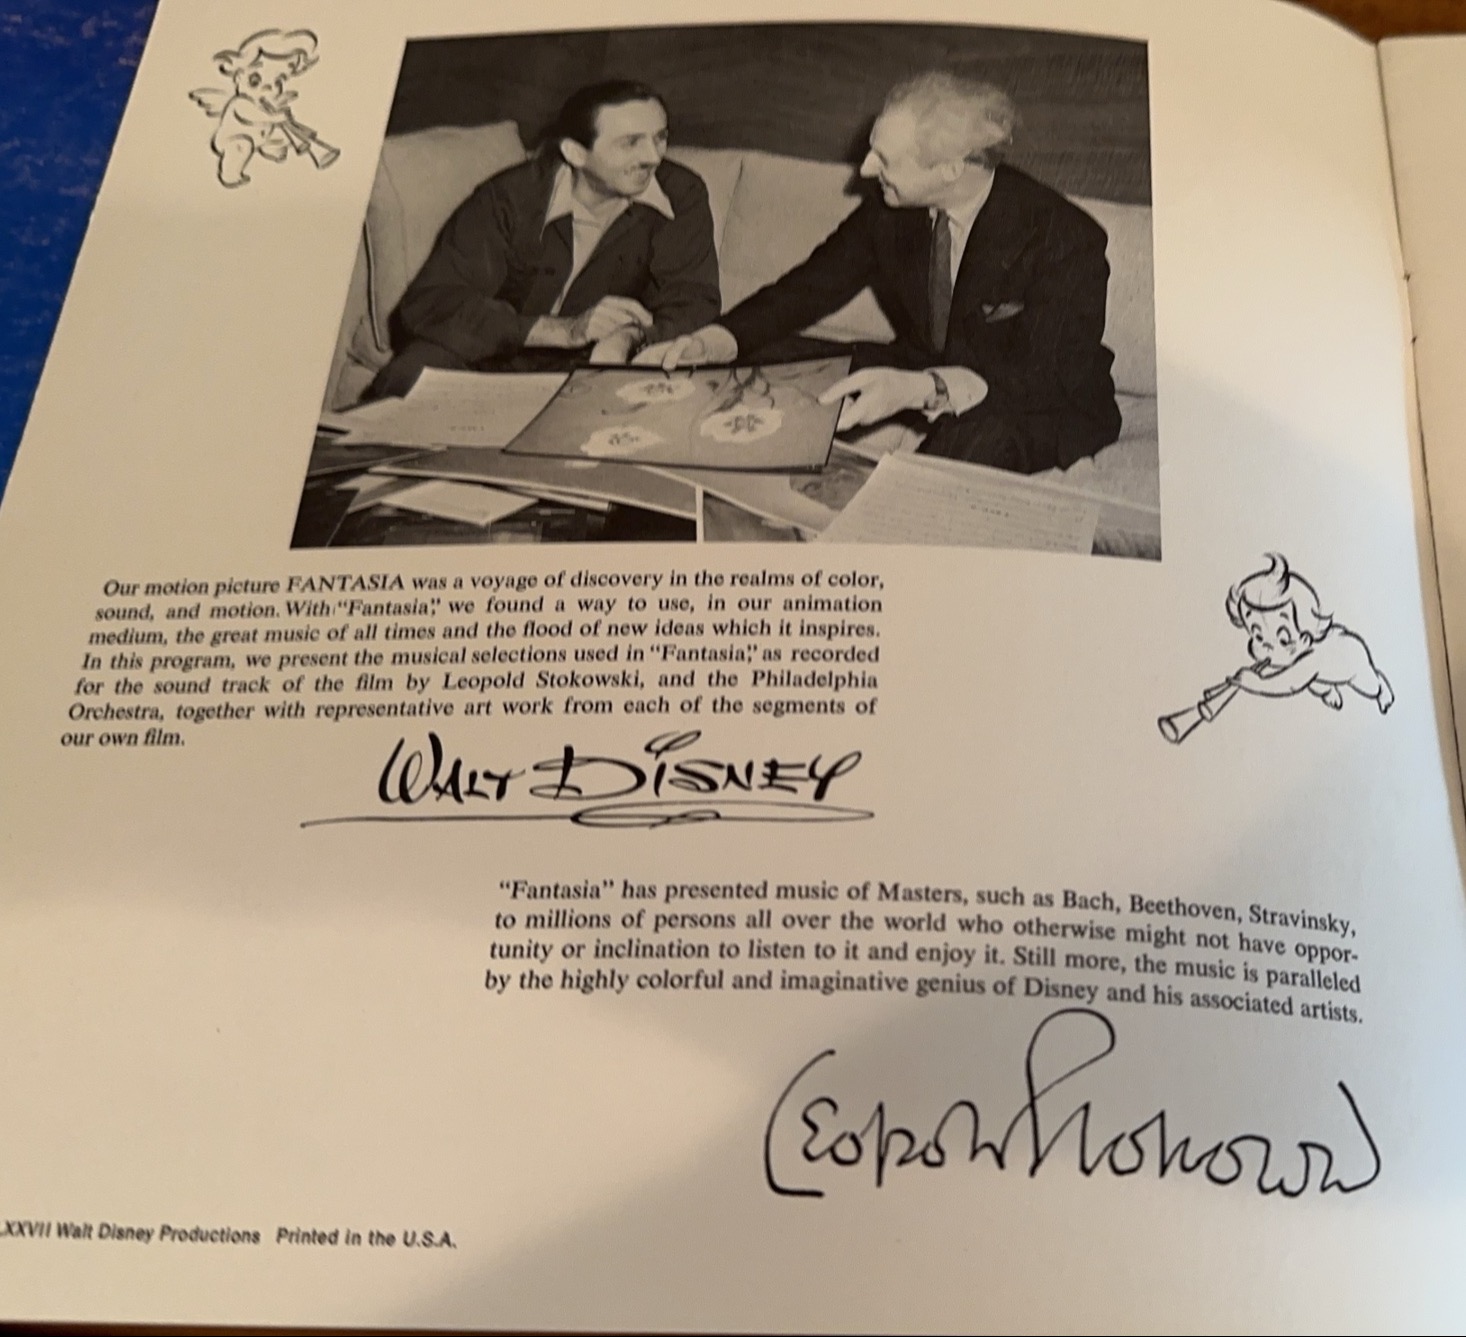 Our motion picture FANTASIA was a voyage of discovery in the realms of color,
sound, and motion. With "Fantasia," we found a way to use, in our animation
medium, the great music of all times and the flood of new ideas which it inspires.
In this program, we present the musical selections used in "Fantasia," as recorded
for the sound track of the film by Leopold Stokowski, and the Philadelphia
Orchestra, together with representative art work from each of the segments of
our own film.
WALT DISNEY
"Fantasia" has presented music of Masters, such as Bach, Beethoven, Stravinsky,
to millions of persons all over the world who otherwise might not have oppor-
tunity or inclination to listen to it and enjoy it. Still more, the music is paralleled
by the highly colorful and imaginative genius of Disney and his associated artists.
Leopold Stokowski
XXVII Walt Disney Productions Printed in the U.S.A.